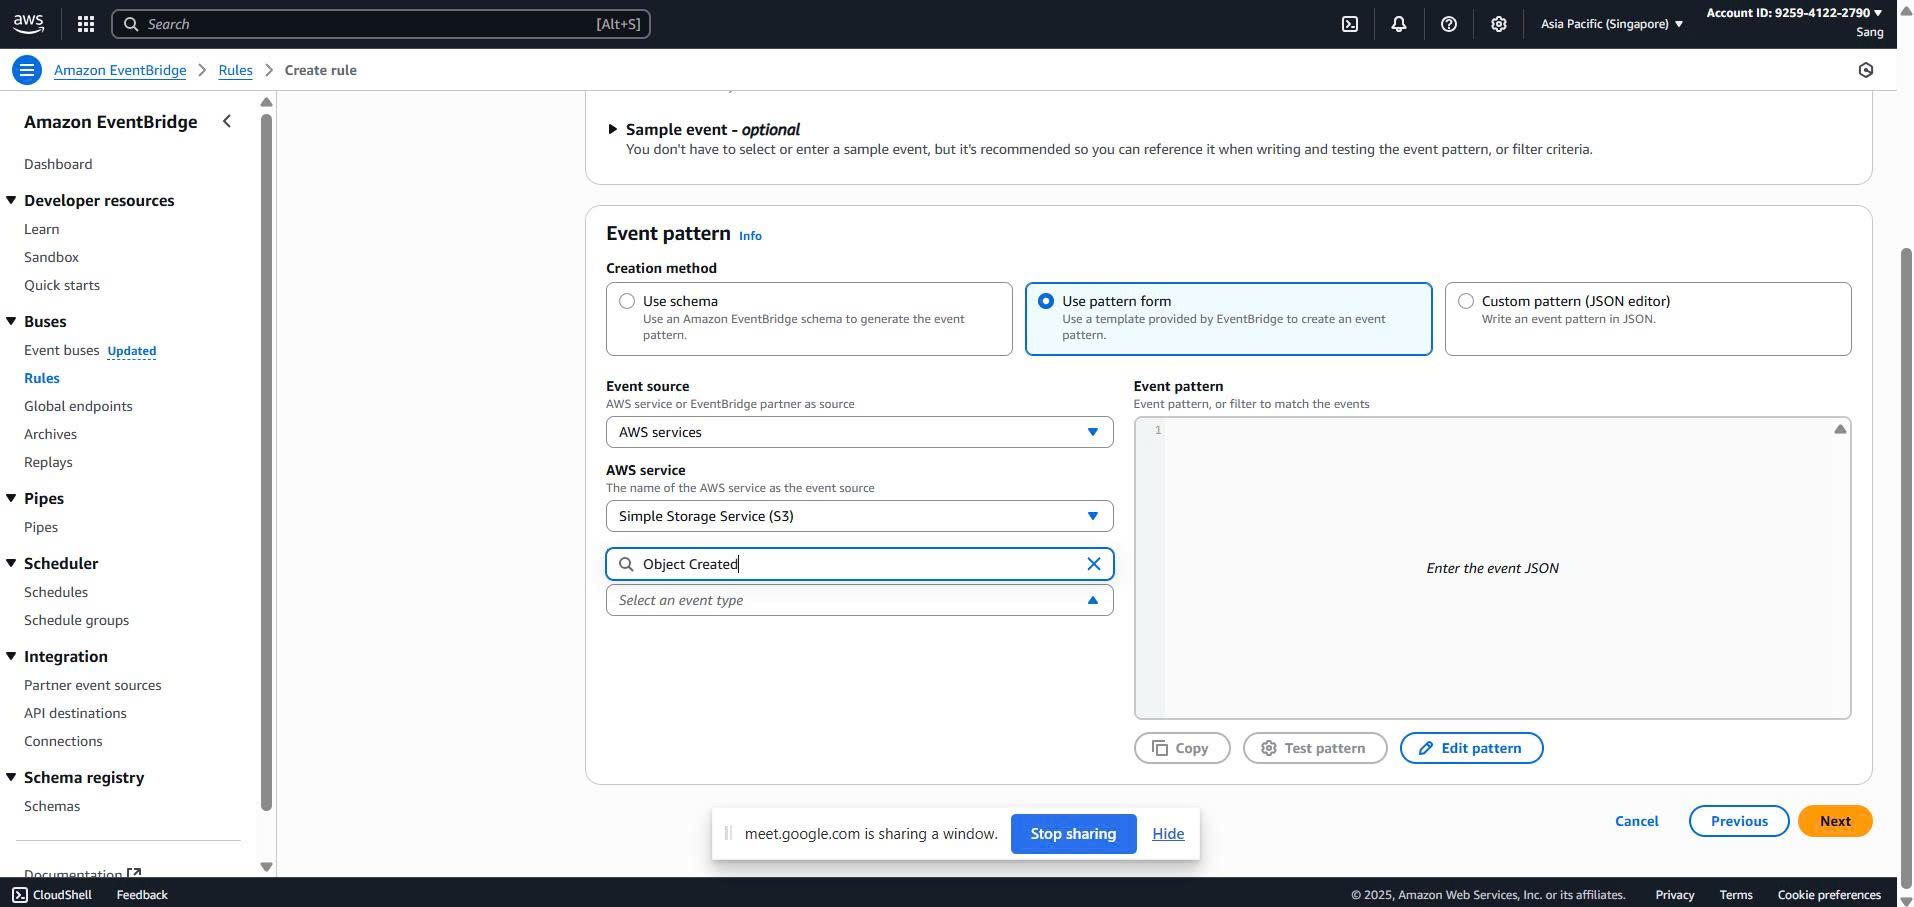 aws
Search
[Alt+S]
Asia Pacific (Singapore)
Account ID: 9259-4122-2790
Sang
Amazon EventBridge
Rules
Create rule
Amazon EventBridge
Dashboard
Developer resources
Learn
Sandbox
Quick starts
Buses
Event buses Updated
Rules
Global endpoints
Archives
Replays
Pipes
Pipes
Scheduler
Schedules
Schedule groups
Integration
Partner event sources
API destinations
Connections
Schema registry
Schemas
Documentation
Sample event - optional
You don't have to select or enter a sample event, but it's recommended so you can reference it when writing and testing the event pattern, or filter criteria.
Event pattern Info
Creation method
Use schema
Use an Amazon EventBridge schema to generate the event
pattern.
Use pattern form
Use a template provided by EventBridge to create an event
pattern.
Custom pattern (JSON editor)
Write an event pattern in JSON.
Event source
AWS service or EventBridge partner as source
AWS services
AWS service
The name of the AWS service as the event source
Simple Storage Service (S3)
Object Created
Select an event type
Event pattern
Event pattern, or filter to match the events
1
Enter the event JSON
Copy
Test pattern
Edit pattern
Cancel
Previous
Next
meet.google.com is sharing a window.
Stop sharing
Hide
CloudShell
Feedback
© 2025, Amazon Web Services, Inc. or its affiliates.
Privacy
Terms
Cookie preferences